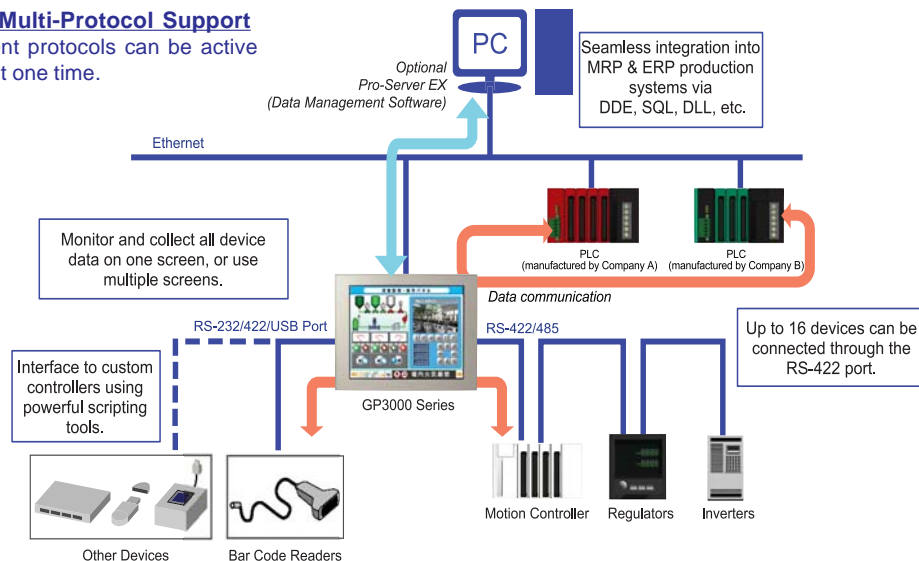 Multi-Protocol Support
nt protocols can be active
t one time.
PC
Optional
Pro-Server EX
(Data Management Software)
Seamless integration into
MRP & ERP production
systems via
DDE, SQL, DLL, etc.
Ethernet
Monitor and collect all device
data on one screen, or use
multiple screens.
PLC
(manufactured by Company A)
PLC
(manufactured by Company B)
Data communication
RS-232/422/USB Port
RS-422/485
Up to 16 devices can be
connected through the
RS-422 port.
Interface to custom
controllers using
powerful scripting
tools.
GP3000 Series
Motion Controller
Regulators
Inverters
Other Devices
Bar Code Readers